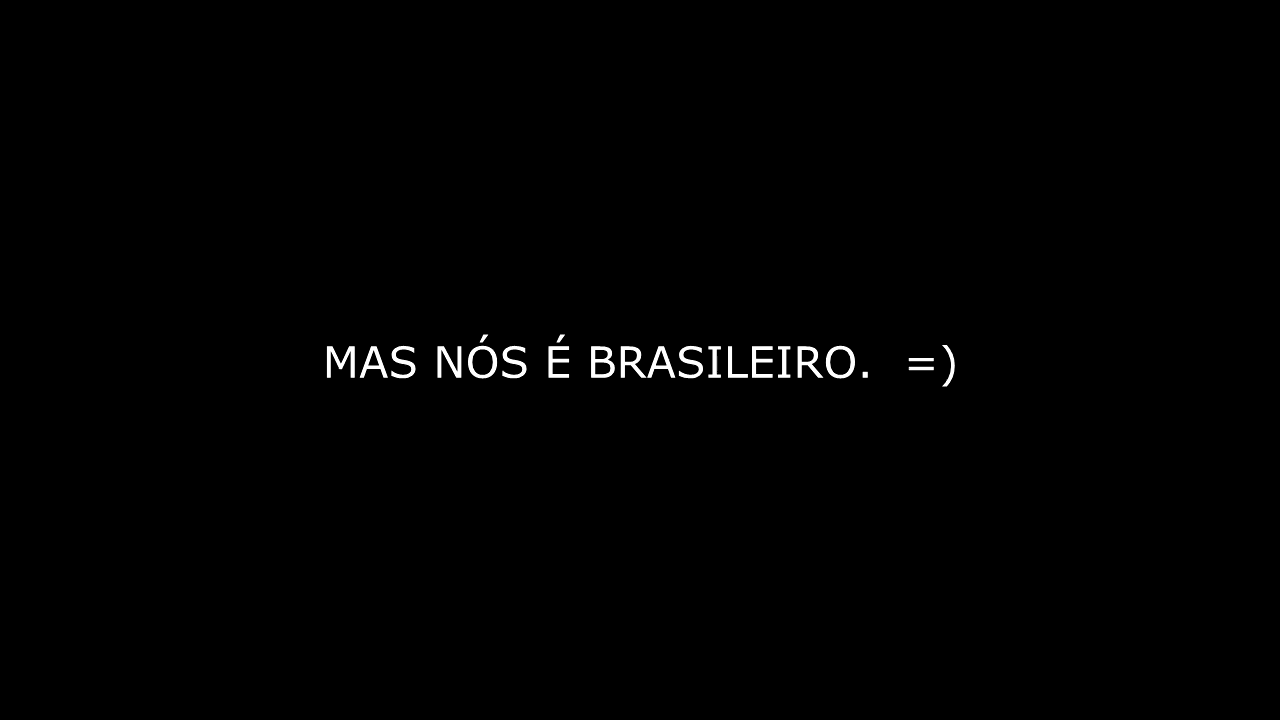 MAS NÓS É BRASILEIRO.  =)